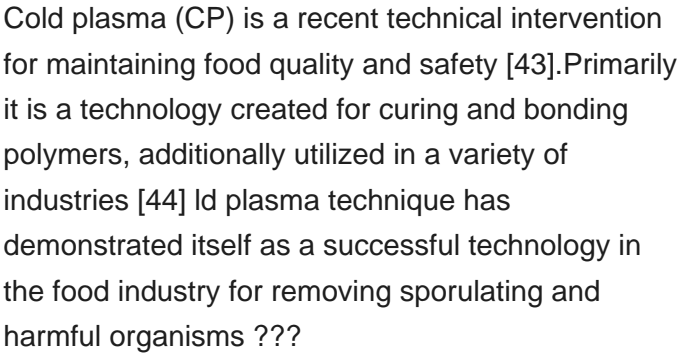 Cold plasma (CP) is a recent technical intervention
for maintaining food quality and safety [43].Primarily
it is a technology created for curing and bonding
polymers, additionally utilized in a variety of
industries [44] ld plasma technique has
demonstrated itself as a successful technology in
the food industry for removing sporulating and
harmful organisms ???